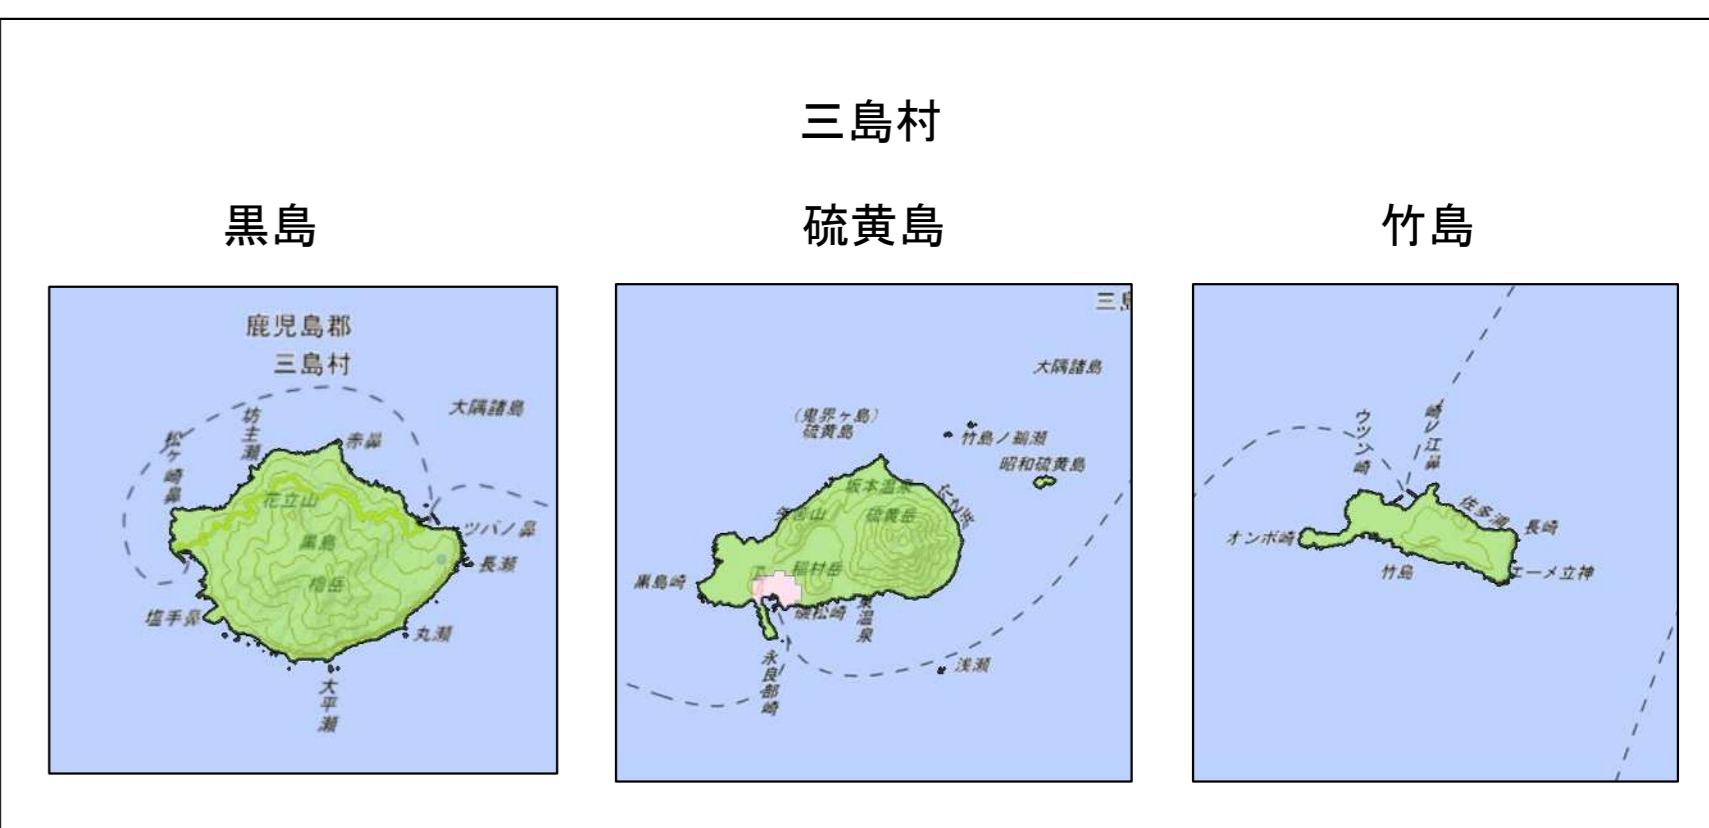 三島村
黒島
硫黄島
竹島
鹿児島郡
三島村
大隅諸島
坊主瀬
松ヶ崎鼻
赤鼻
花立山
ツバノ鼻
黒島
長瀬
櫓岳
塩手鼻
丸瀬
大平瀬
大隅諸島
(鬼界ヶ島)
硫黄島
竹島ノ鵜瀬
昭和硫黄島
坂本温泉
硫黄岳
黒島崎
稲村岳
磯松崎
東温泉
永良部崎
浅瀬
ウツン崎
崎ノ江鼻
佐多浦
長崎
オンボ崎
竹島
エーメ立神